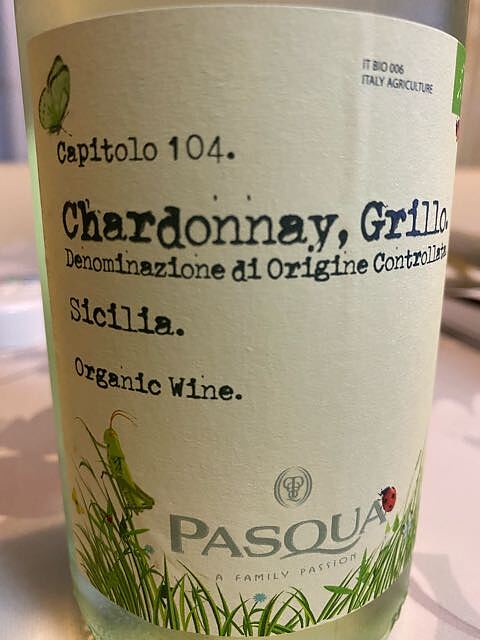 IT BIO 006
ITALY AGRICULTURE
Capitolo 104.
Chardonnay, Grillo.
Denominazione di Origine Controllata
Sicilia.
Organic Wine.
PASQUA
A FAMILY PASSION